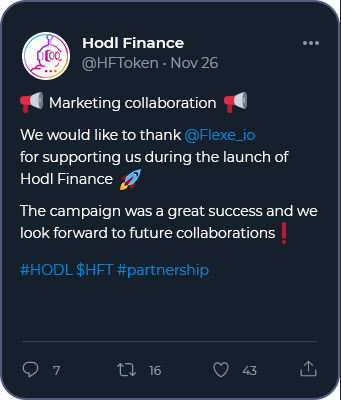 Hodl Finance
@HFToken · Nov 26
Marketing collaboration
We would like to thank @Flexe_io
for supporting us during the launch of
Hodl Finance
The campaign was a great success and we
look forward to future collaborations❗
#HODL $HFT #partnership
7 16 43